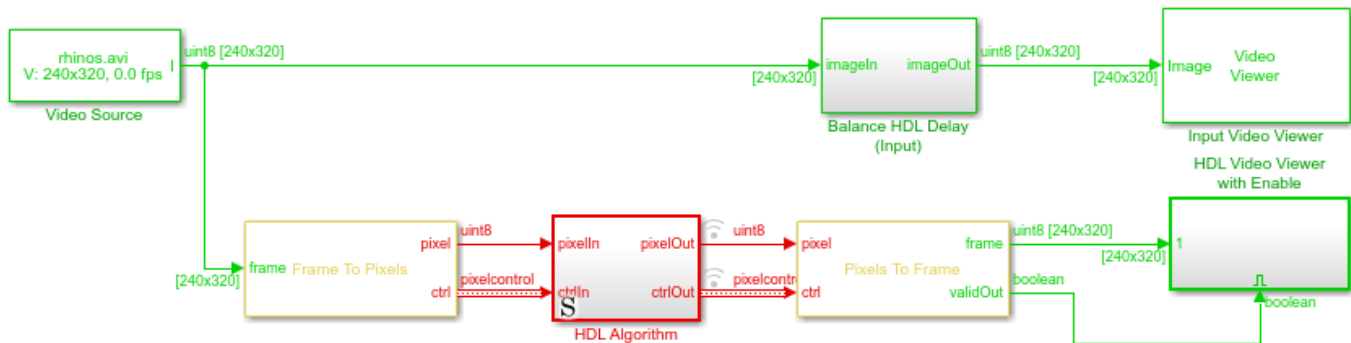 rhinos.avi
V: 240x320, 0.0 fps
I
Video Source
uint8 [240x320]
[240x320]
imageIn
imageOut
Balance HDL Delay
(Input)
uint8 [240x320]
[240x320]
Image
Video
Viewer
Input Video Viewer
HDL Video Viewer
with Enable
[240x320]
frame
Frame To Pixels
pixel
ctrl
uint8
pixelcontrol
pixelIn
ctrlIn
S
pixelOut
ctrlOut
HDL Algorithm
uint8
pixelcontr
pixel
ctrl
Pixels To Frame
frame
validOut
uint8 [240x320]
[240x320]
boolean
1
boolean